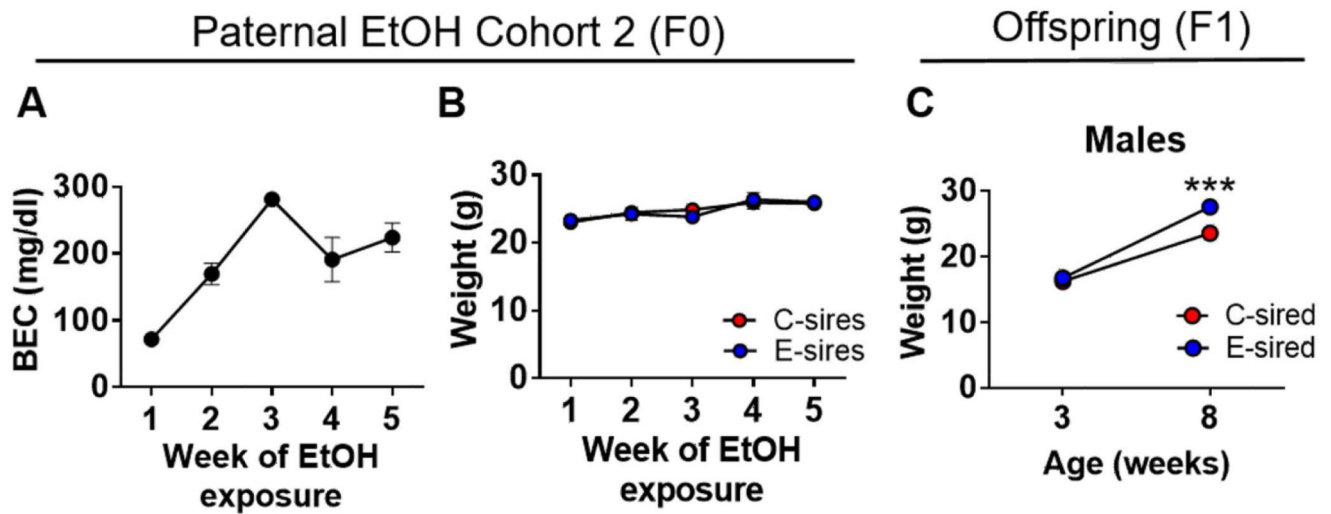 Paternal EtOH Cohort 2 (F0)
Offspring (F1)
A
300
200
100
0
BEC (mg/dl)
1 2 3 4 5
Week of EtOH
exposure
B
30
20
10
0
Weight (g)
C-sires
E-sires
1 2 3 4 5
Week of EtOH
exposure
C
Males
***
30
20
10
0
Weight (g)
C-sired
E-sired
3 8
Age (weeks)